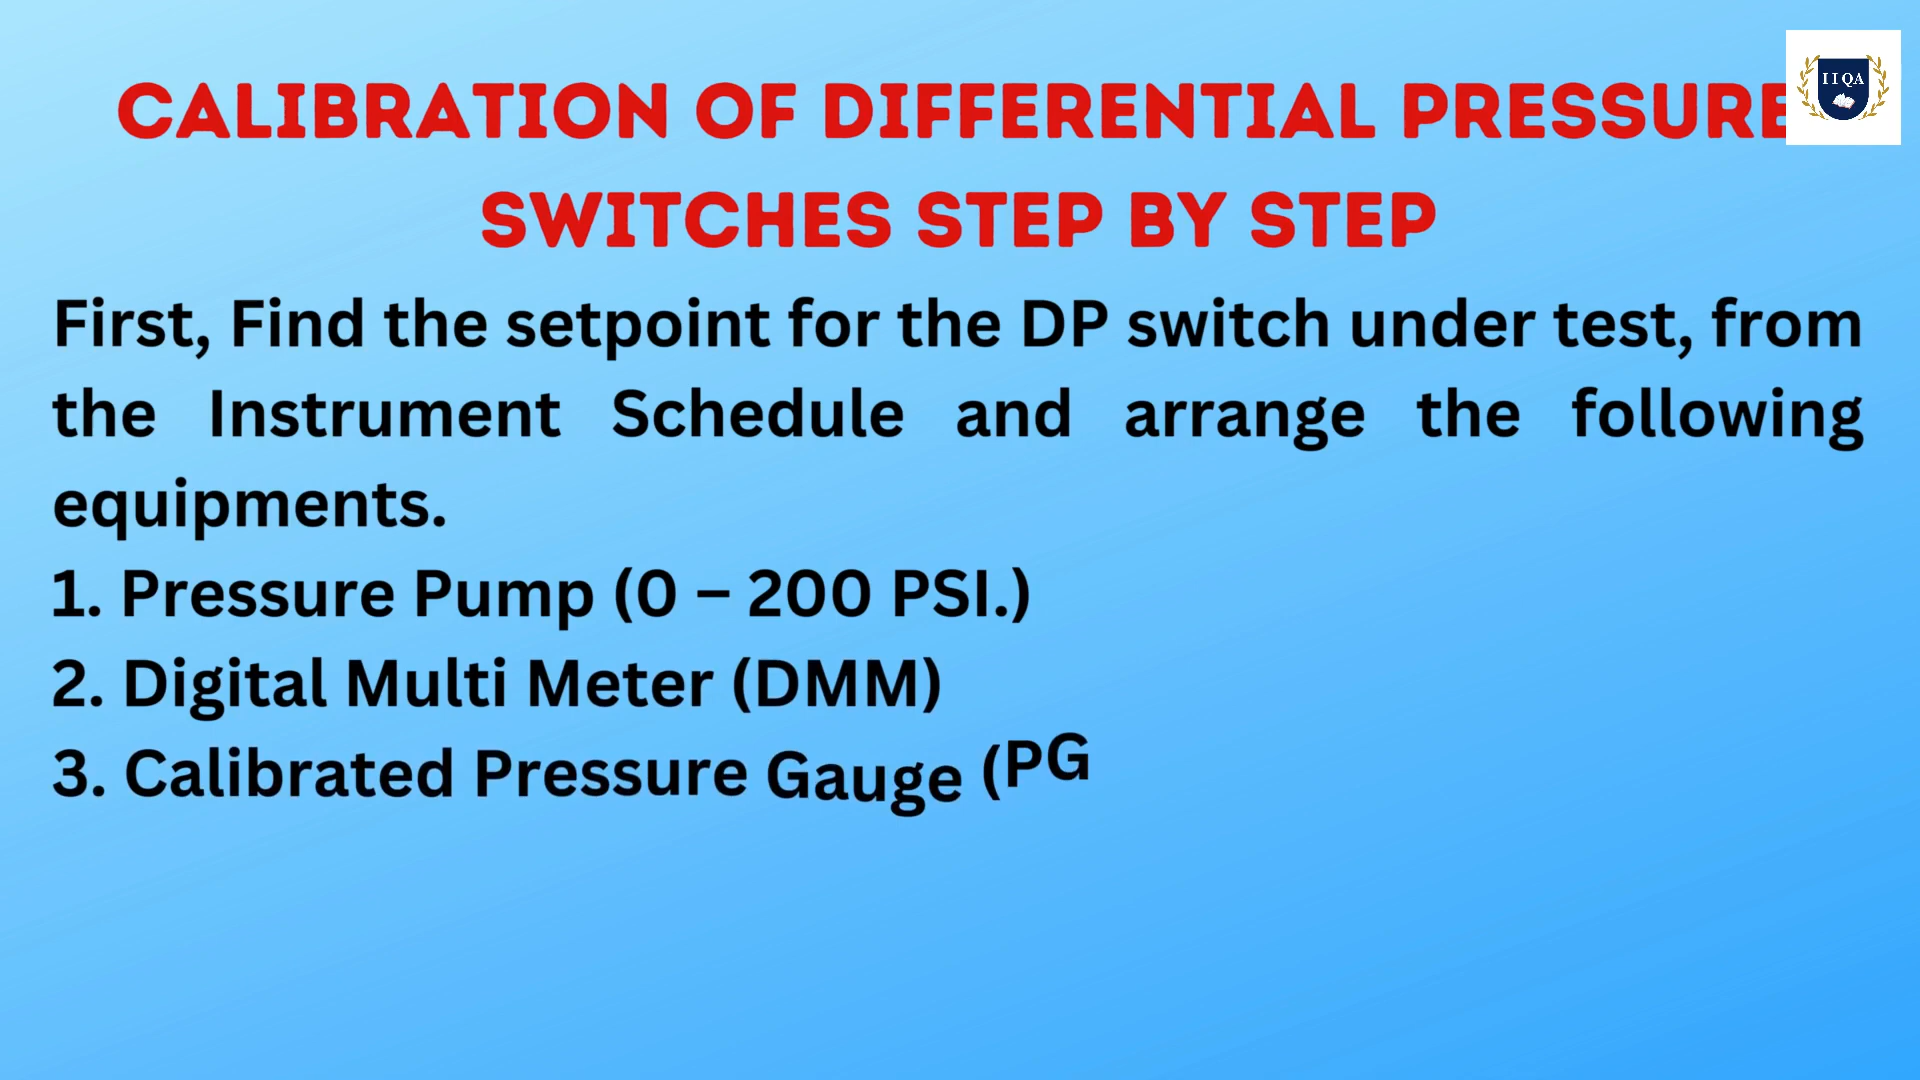 CALIBRATION OF DIFFERENTIAL PRESSURE
SWITCHES STEP BY STEP
IIQA
First, Find the setpoint for the DP switch under test, from
the Instrument Schedule and arrange the following
equipments.
1. Pressure Pump (0 – 200 PSI.)
2. Digital Multi Meter (DMM)
3. Calibrated Pressure Gauge (PG